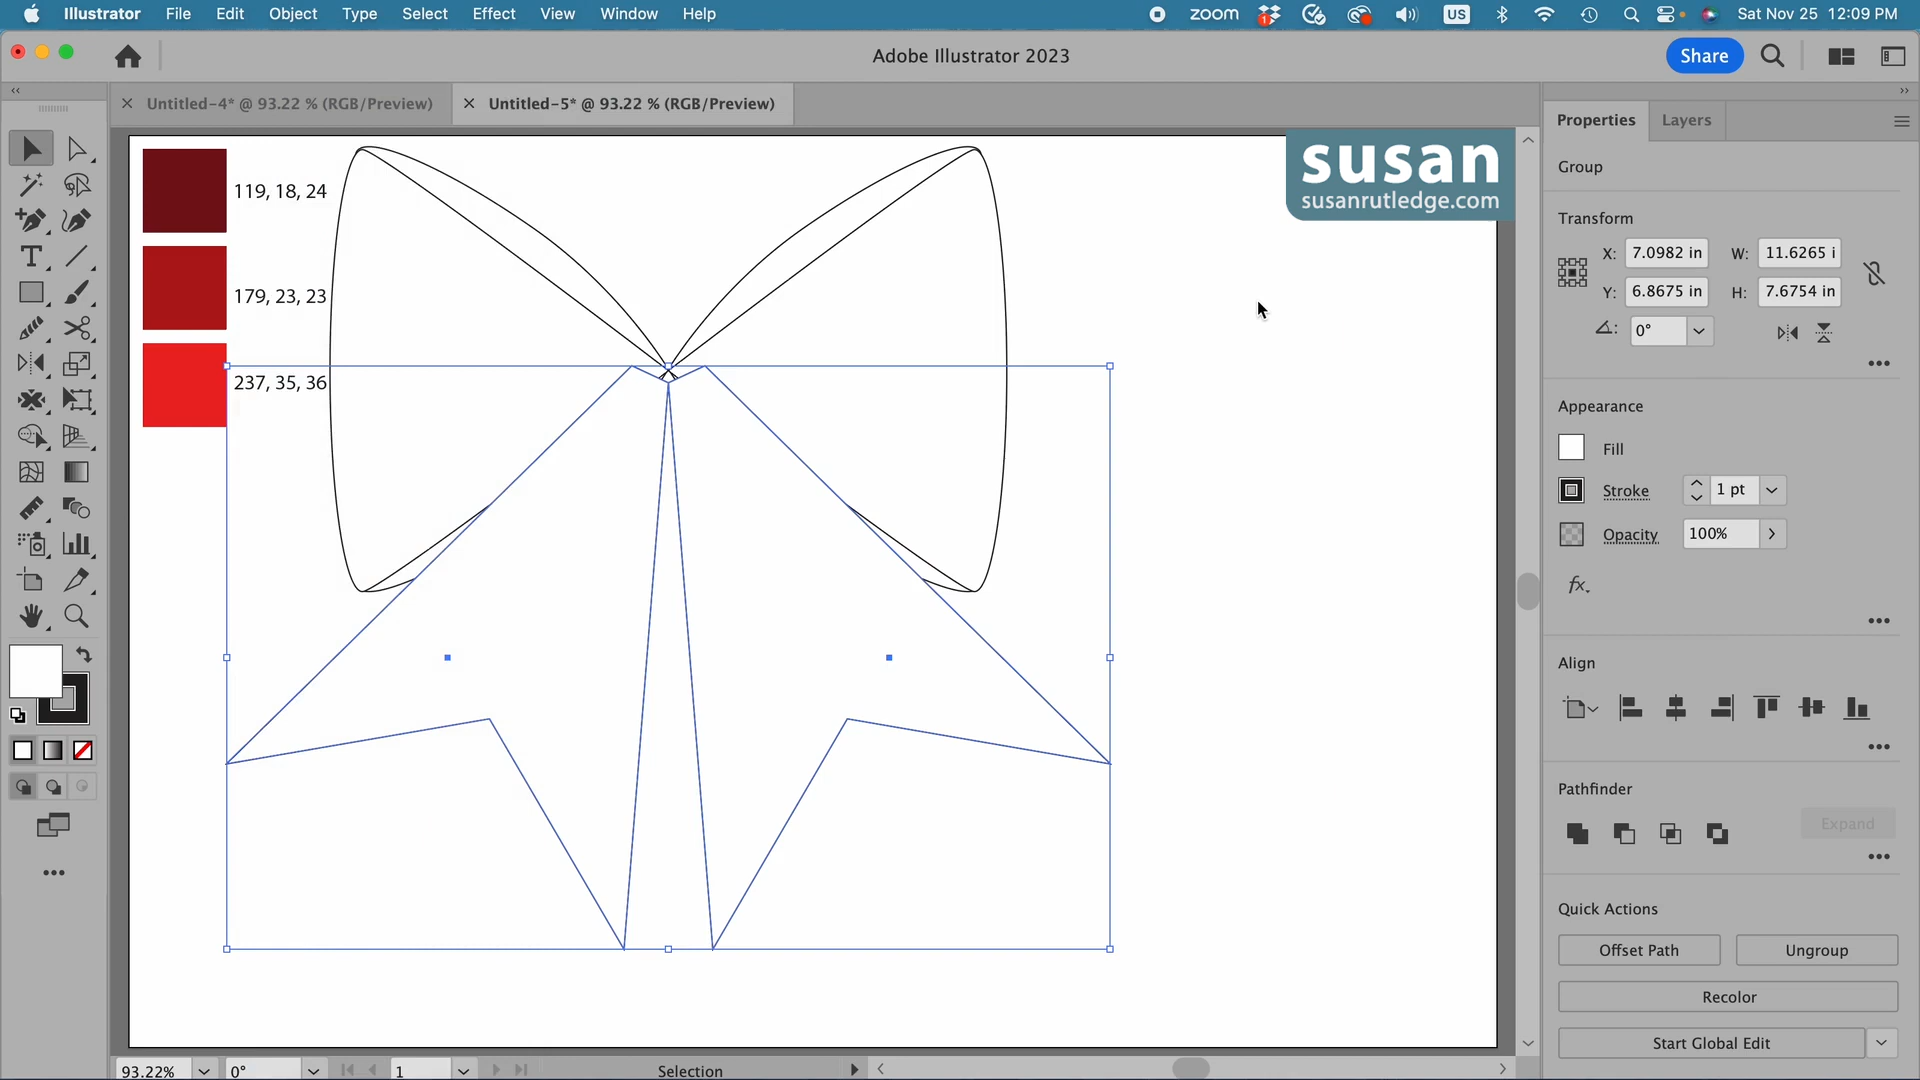 Illustrator File Edit Object Type Select Effect View Window Help
zoom 1 US Sat Nov 25 12:09 PM
Adobe Illustrator 2023
Share
Untitled-4* @ 93.22 % (RGB/Preview)
Untitled-5* @ 93.22 % (RGB/Preview)
Properties Layers
susan
susanrutledge.com
119, 18, 24
179, 23, 23
237, 35, 36
Group
Transform
X: 7.0982 in W: 11.6265 i
Y: 6.8675 in H: 7.6754 in
0°
Appearance
Fill
Stroke 1 pt
Opacity 100%
fx.
Align
Pathfinder
Expand
Quick Actions
Offset Path Ungroup
Recolor
Start Global Edit
93.22% 0° 1 Selection